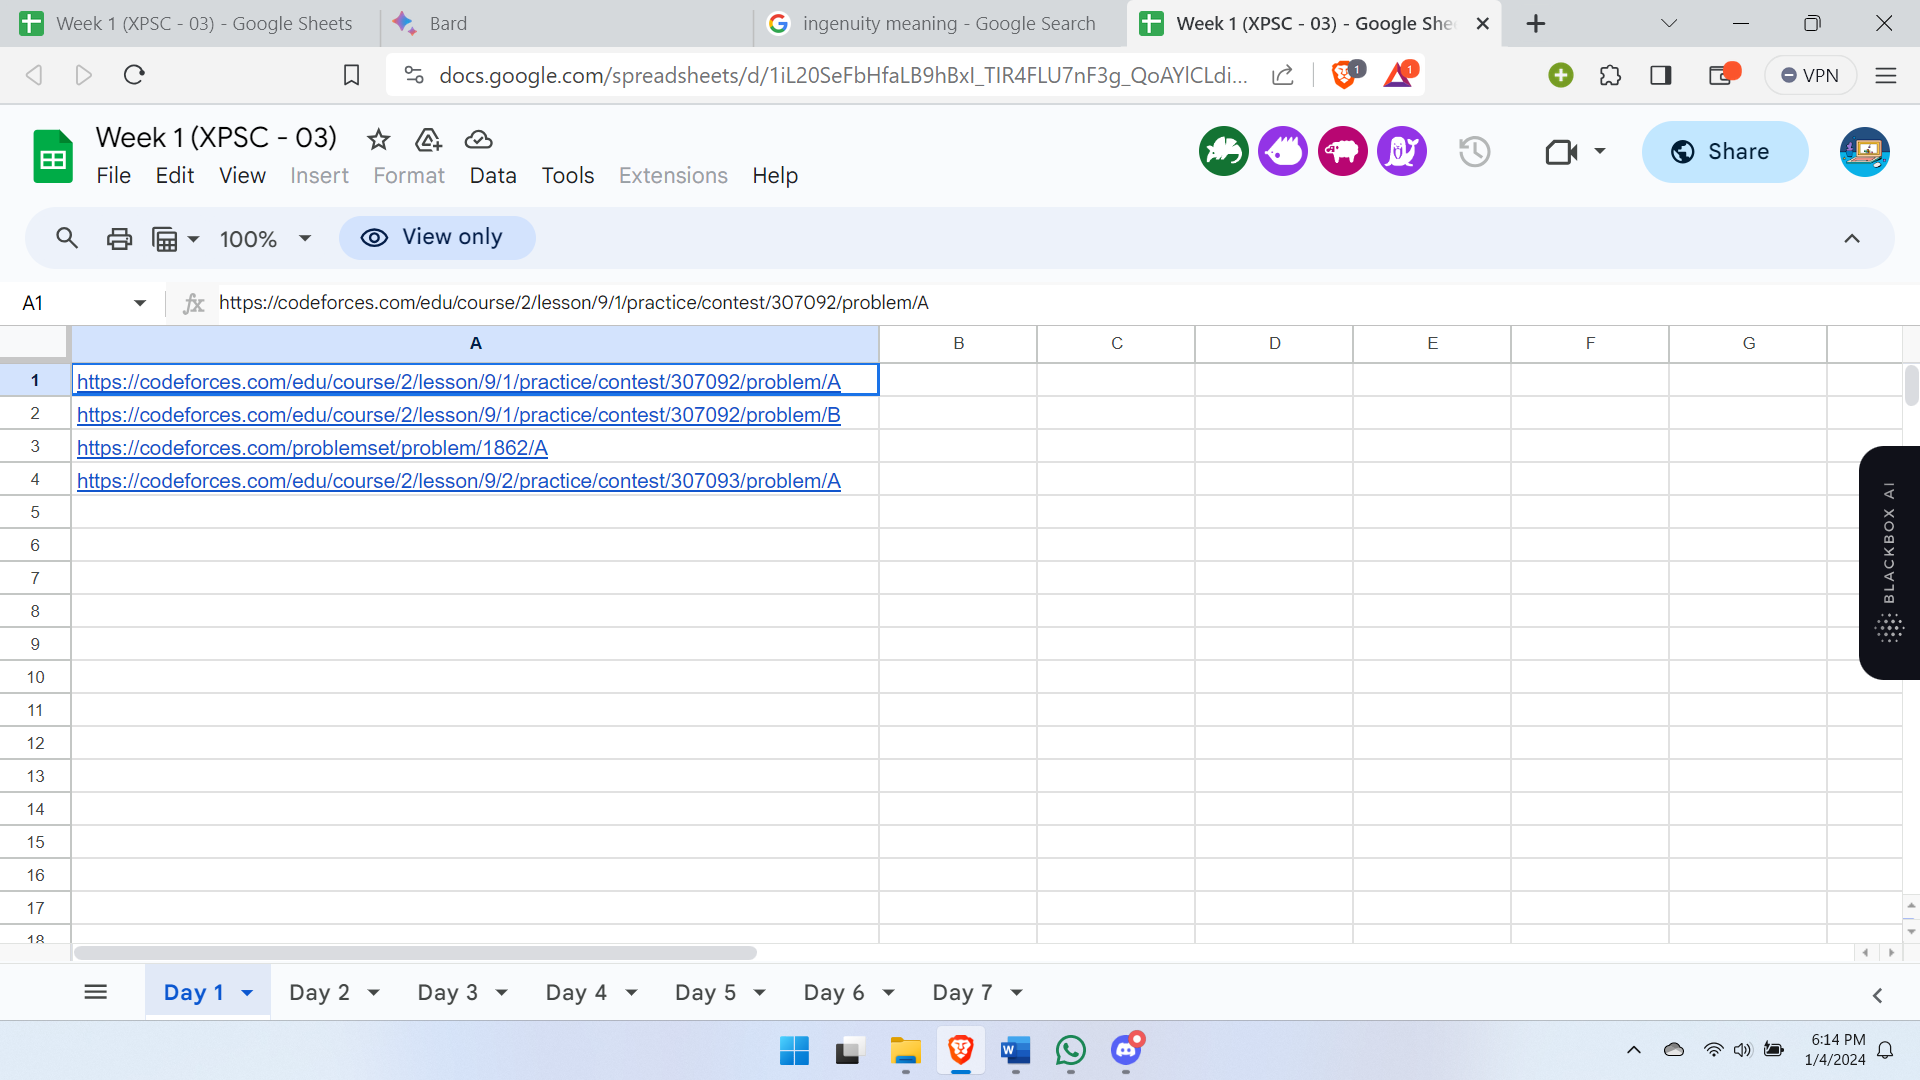 Week 1 (XPSC - 03) - Google Sheets
Bard
ingenuity meaning - Google Search
Week 1 (XPSC - 03) - Google She
docs.google.com/spreadsheets/d/1iL20SeFbHfaLB9hBxI_TIR4FLU7nF3g_QoAYlCLdi...
1
1
VPN
Week 1 (XPSC - 03)
File Edit View Insert Format Data Tools Extensions Help
Share
100%
View only
A1
fx
https://codeforces.com/edu/course/2/lesson/9/1/practice/contest/307092/problem/A
A B C D E F G
1 https://codeforces.com/edu/course/2/lesson/9/1/practice/contest/307092/problem/A
2 https://codeforces.com/edu/course/2/lesson/9/1/practice/contest/307092/problem/B
3 https://codeforces.com/problemset/problem/1862/A
4 https://codeforces.com/edu/course/2/lesson/9/2/practice/contest/307093/problem/A
5
6
7
8
9
10
11
12
13
14
15
16
17
18
BLACKBOX AI
Day 1 Day 2 Day 3 Day 4 Day 5 Day 6 Day 7
W
6:14 PM
1/4/2024